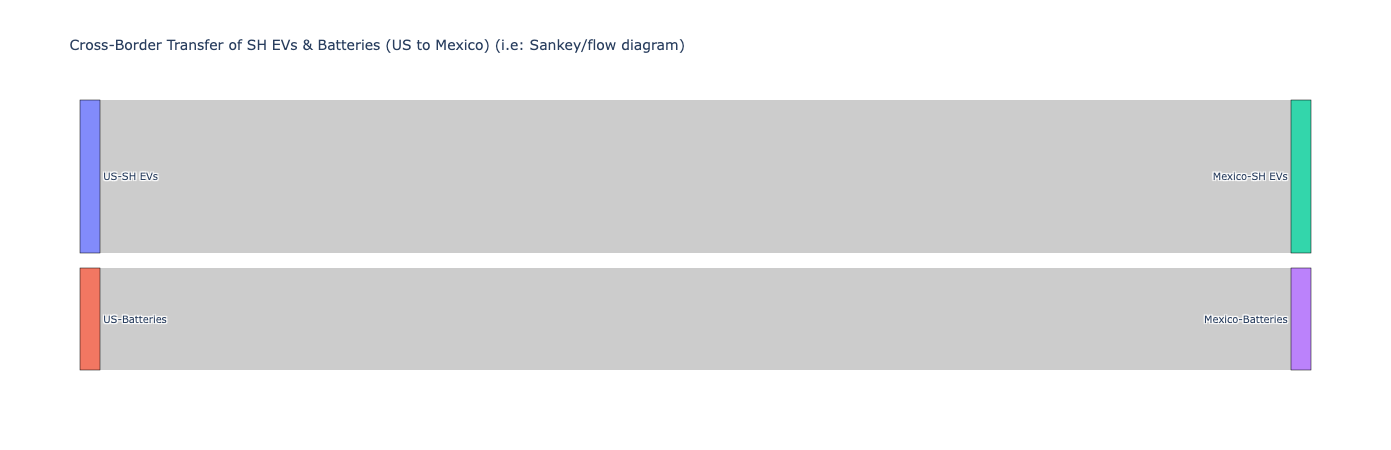 Cross-Border Transfer of SH EVs & Batteries (US to Mexico) (i.e: Sankey/flow diagram)
US-SH EVs
Mexico-SH EVs
US-Batteries
Mexico-Batteries